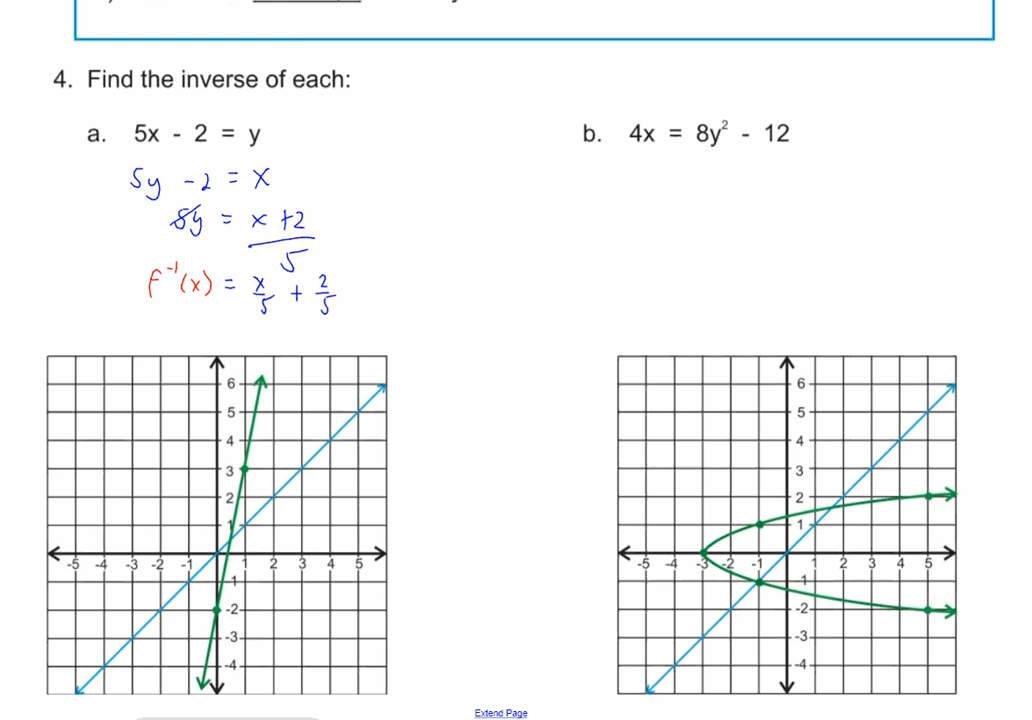 4. Find the inverse of each:
a. 5x - 2 = y
5y - 2 = x
5y = x + 2
5
f⁻¹(x) = x/5 + 2/5
b. 4x = 8y² - 12
6
5
4
3
2
1
-5 -4 -3 -2 -1 1 2 3 4 5
-1
-2
-3
-4
6
5
4
3
2
1
-5 -4 -3 -2 -1 1 2 3 4 5
-1
-2
-3
-4
Extend Page